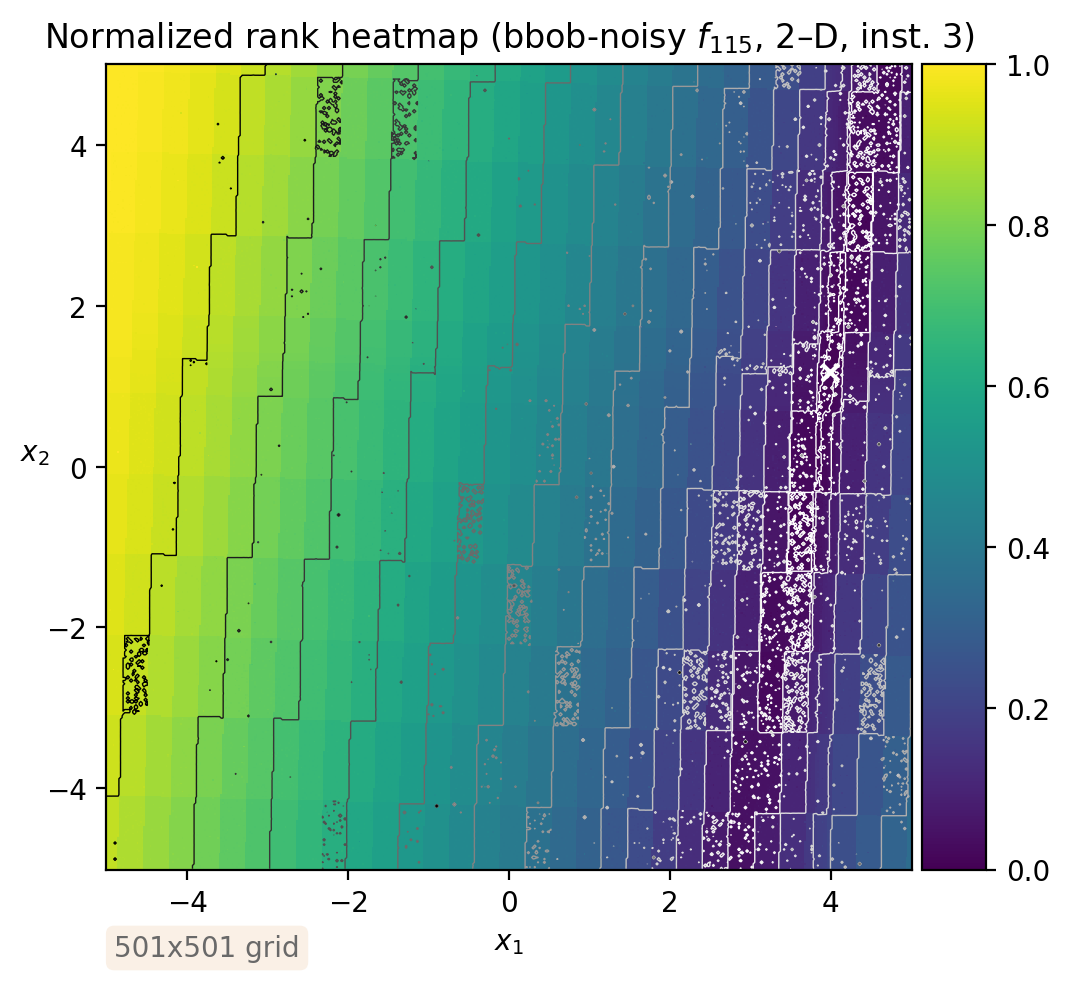 Normalized rank heatmap (bbob-noisy f₁₁₅, 2–D, inst. 3)
1.0
0.8
0.6
0.4
0.2
0.0
4
2
0
−2
−4
x₂
−4 −2 0 2 4
x₁
501x501 grid